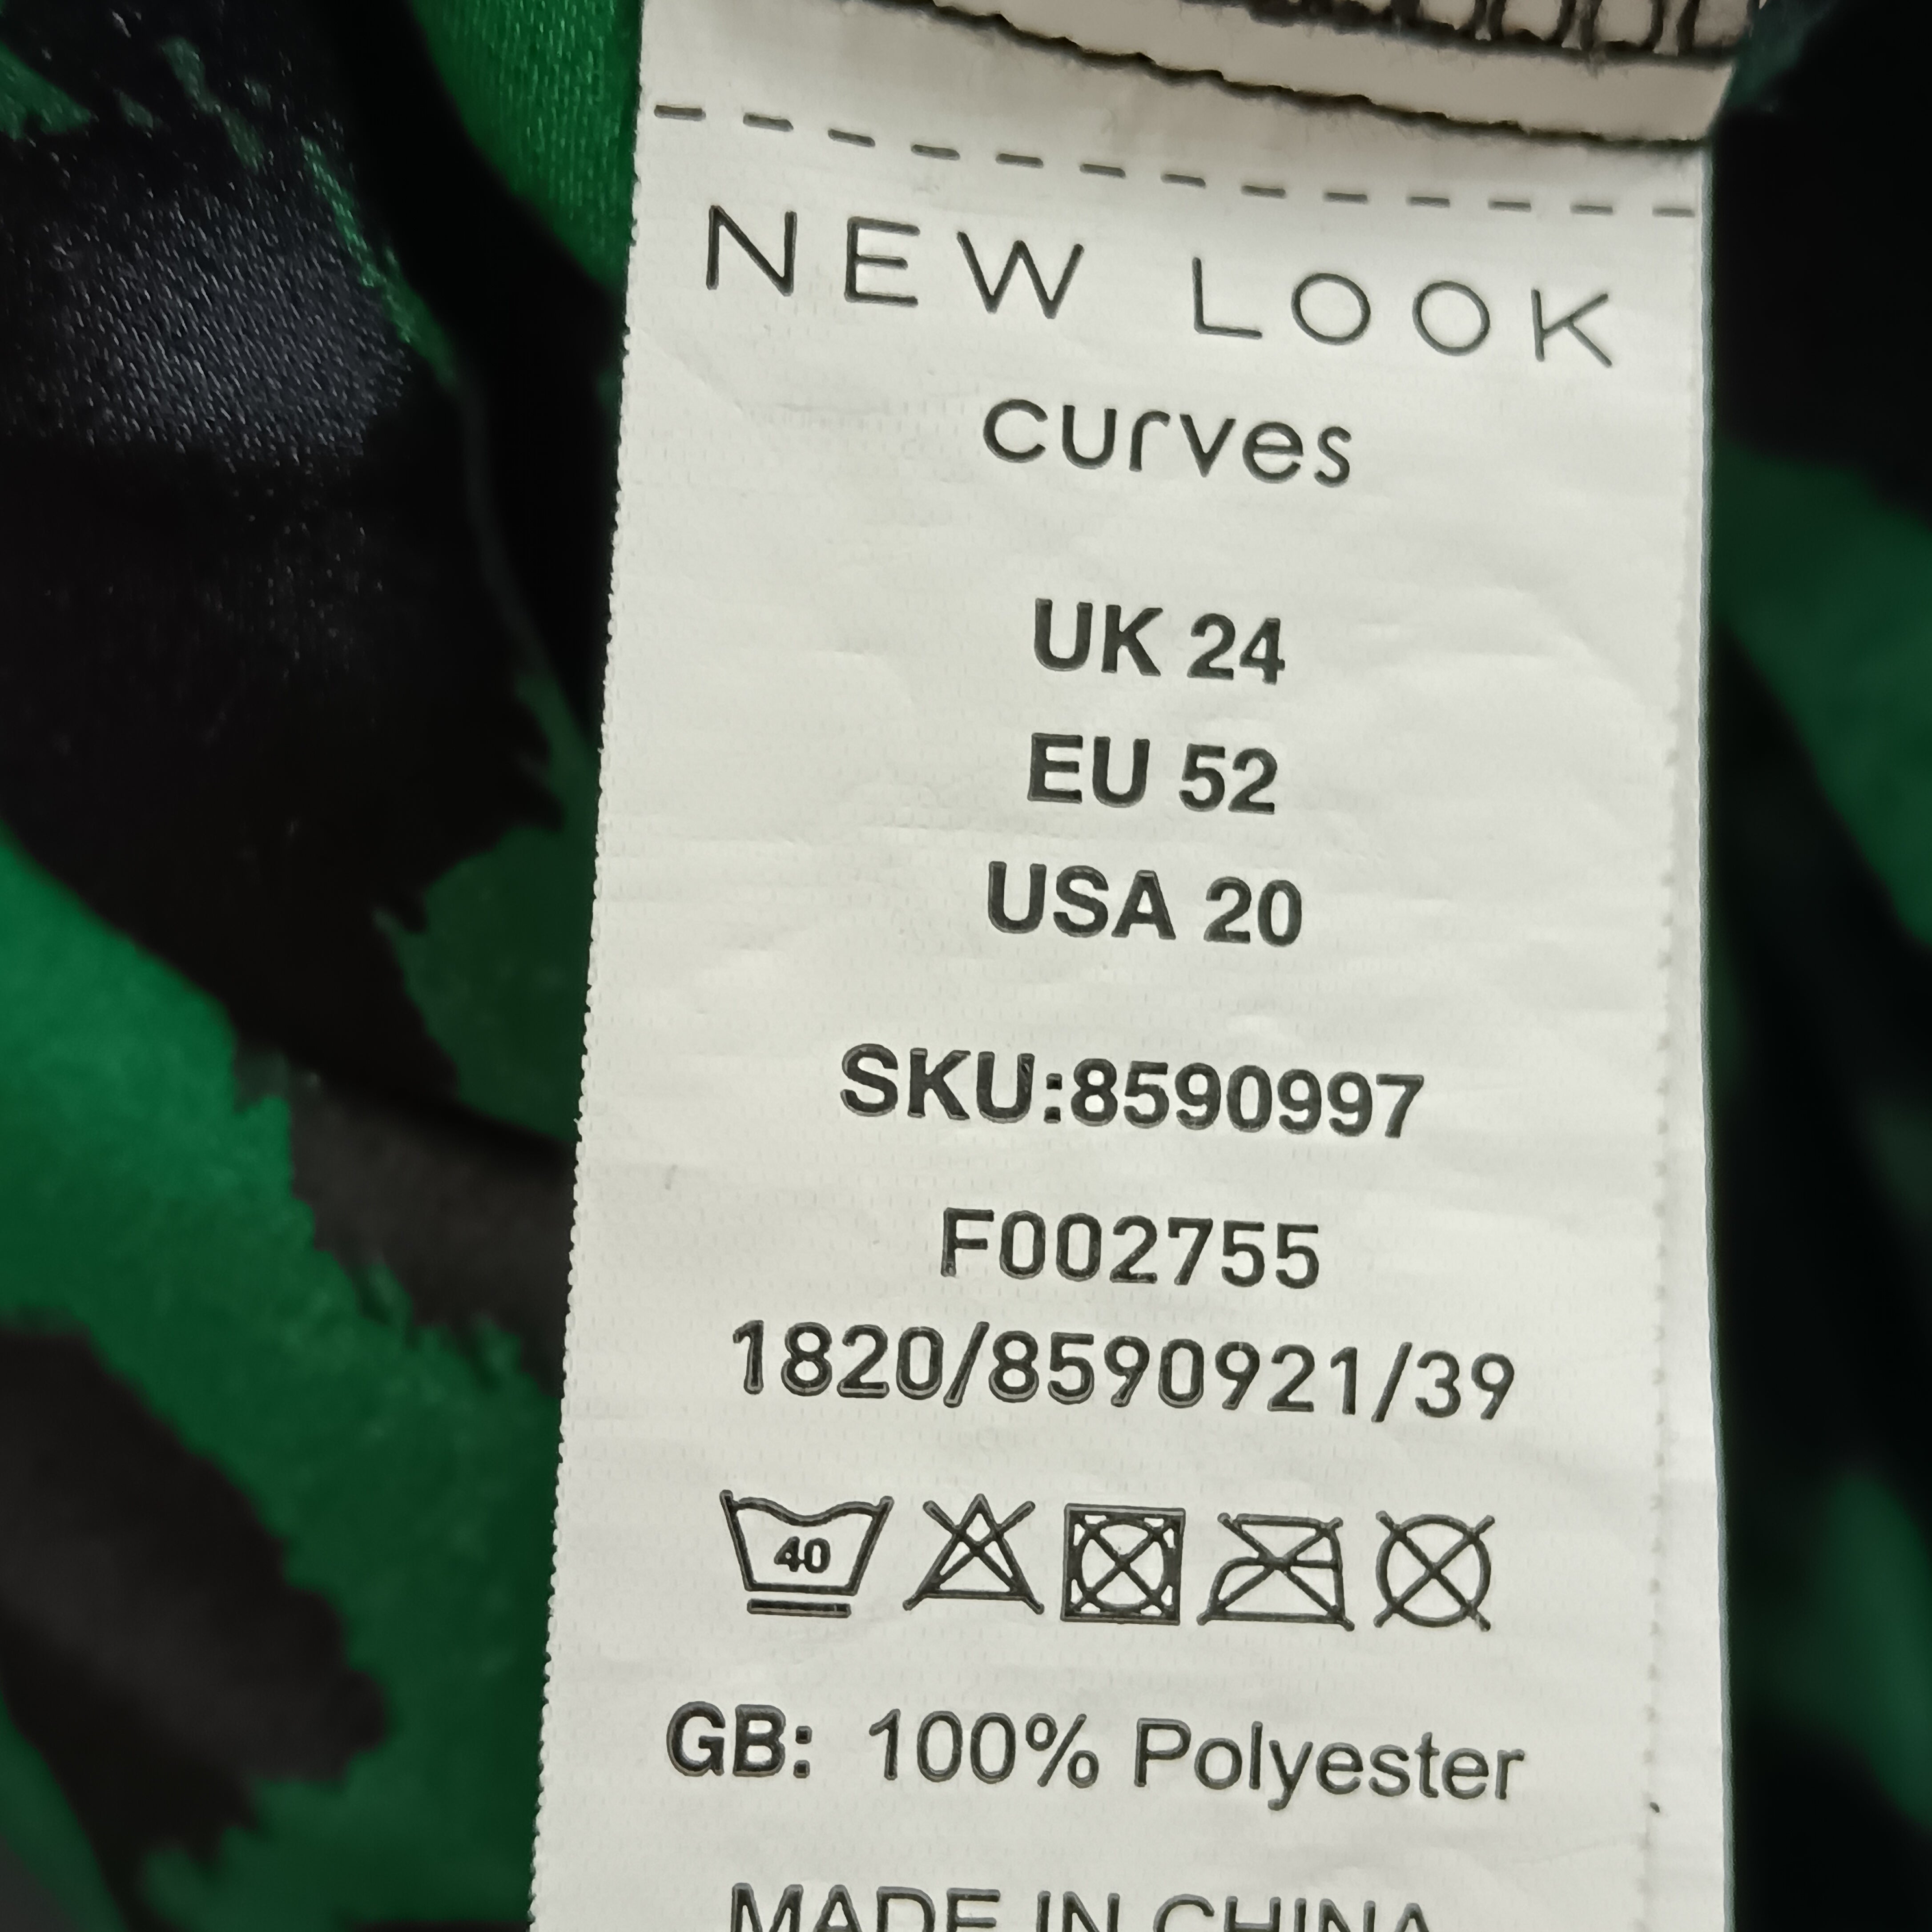 NEW LOOK
curves
UK 24
EU 52
USA 20
SKU:8590997
F002755
1820/8590921/39
40
GB: 100% Polyester
MADE IN CHINA